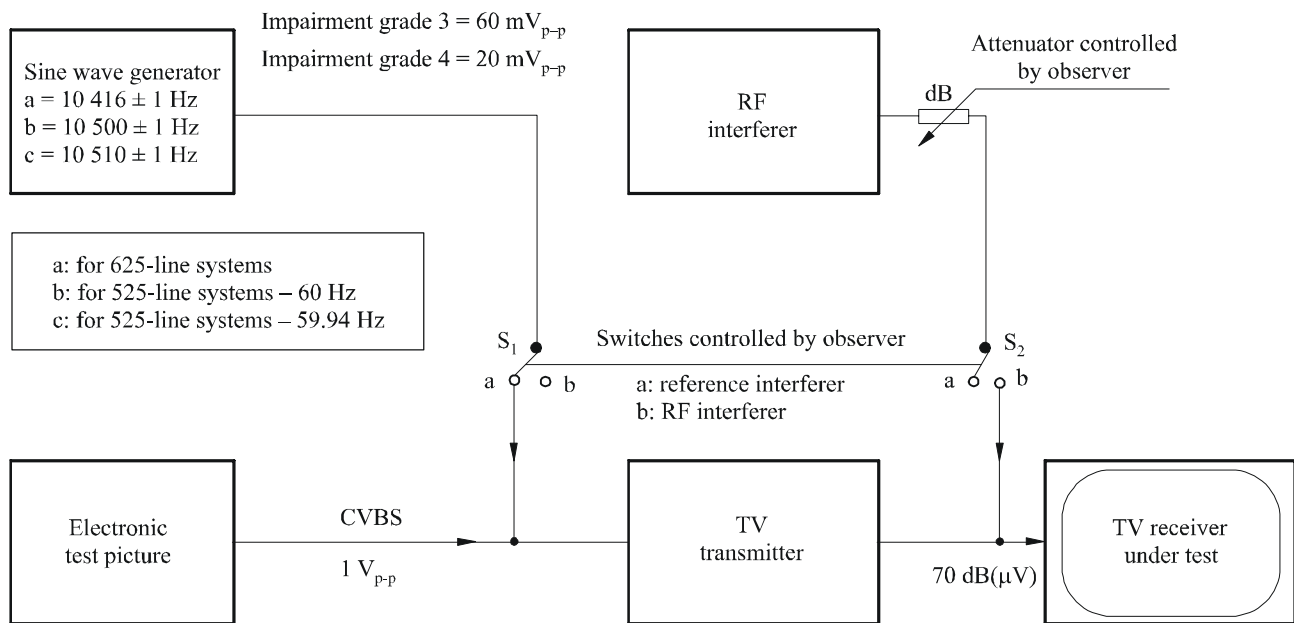 Impairment grade 3 = 60 mVp–p
Impairment grade 4 = 20 mVp–p
Sine wave generator
a = 10 416 ± 1 Hz
b = 10 500 ± 1 Hz
c = 10 510 ± 1 Hz
RF
interferer
dB
Attenuator controlled
by observer
a: for 625-line systems
b: for 525-line systems – 60 Hz
c: for 525-line systems – 59.94 Hz
S1
Switches controlled by observer
S2
a
b
a: reference interferer
b: RF interferer
a
b
Electronic
test picture
CVBS
1 Vp-p
TV
transmitter
70 dB(µV)
TV receiver
under test